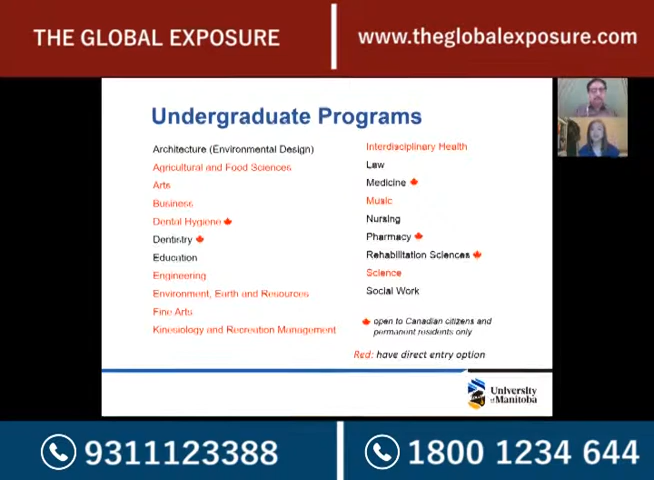 THE GLOBAL EXPOSURE
www.theglobalexposure.com
Undergraduate Programs
Architecture (Environmental Design)
Agricultural and Food Sciences
Arts
Business
Dental Hygiene
Dentistry
Education
Engineering
Environment, Earth and Resources
Fine Arts
Kinesiology and Recreation Management
Interdisciplinary Health
Law
Medicine
Music
Nursing
Pharmacy
Rehabilitation Sciences
Science
Social Work
open to Canadian citizens and
permanent residents only
Red: have direct entry option
University
of Manitoba
9311123388
1800 1234 644